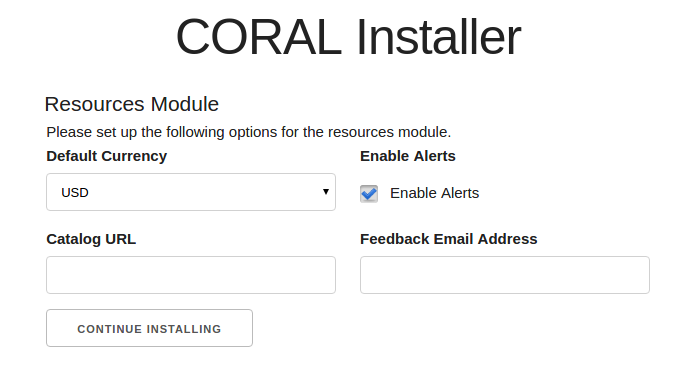 CORAL Installer
Resources Module
Please set up the following options for the resources module.
Default Currency
Enable Alerts
USD
Enable Alerts
Catalog URL
Feedback Email Address
CONTINUE INSTALLING